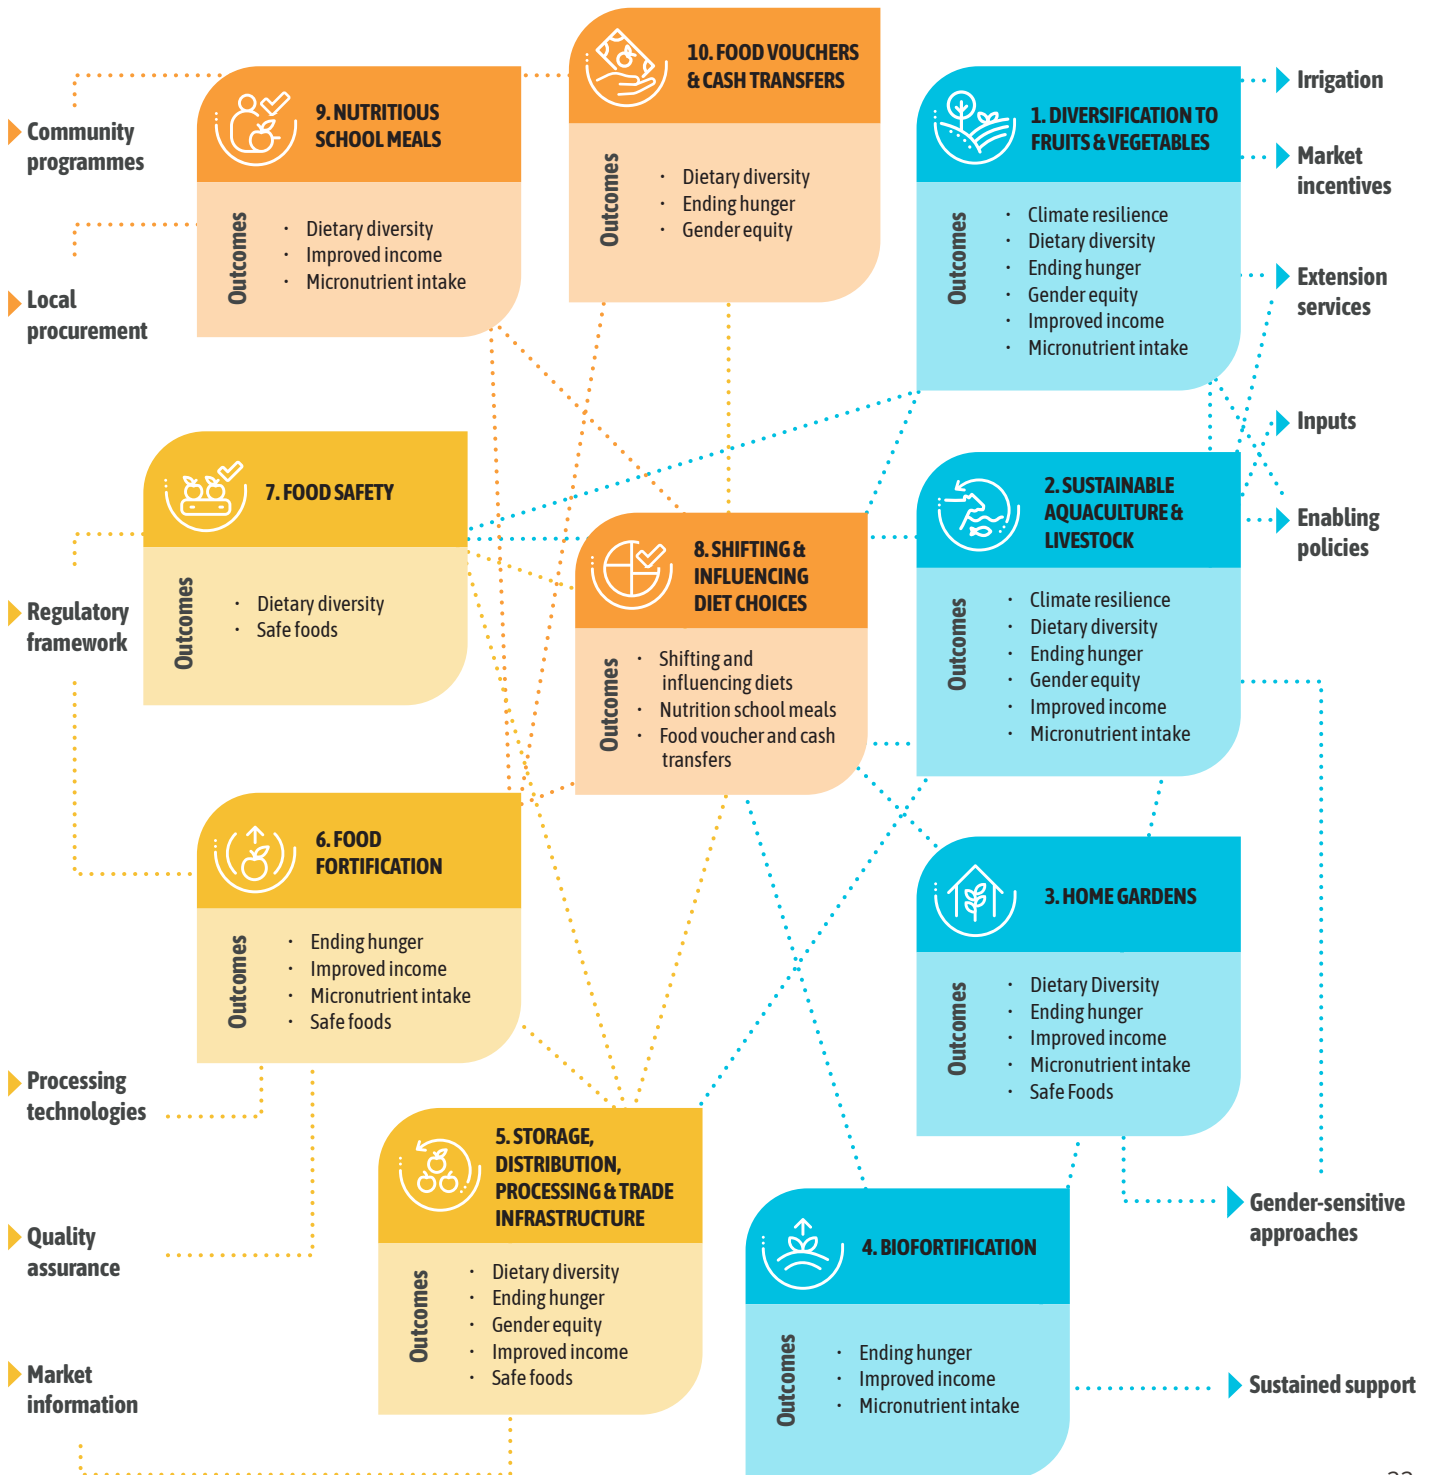 10. FOOD VOUCHERS
& CASH TRANSFERS
Outcomes
· Dietary diversity
· Ending hunger
· Gender equity
9. NUTRITIOUS
SCHOOL MEALS
Outcomes
· Dietary diversity
· Improved income
· Micronutrient intake
1. DIVERSIFICATION TO
FRUITS & VEGETABLES
Outcomes
· Climate resilience
· Dietary diversity
· Ending hunger
· Gender equity
· Improved income
· Micronutrient intake
Community
programmes
Local
procurement
Irrigation
Market
incentives
Extension
services
Inputs
Enabling
policies
7. FOOD SAFETY
Outcomes
· Dietary diversity
· Safe foods
8. SHIFTING &
INFLUENCING
DIET CHOICES
Outcomes
· Shifting and
influencing diets
· Nutrition school meals
· Food voucher and cash
transfers
2. SUSTAINABLE
AQUACULTURE &
LIVESTOCK
Outcomes
· Climate resilience
· Dietary diversity
· Ending hunger
· Gender equity
· Improved income
· Micronutrient intake
Regulatory
framework
6. FOOD
FORTIFICATION
Outcomes
· Ending hunger
· Improved income
· Micronutrient intake
· Safe foods
3. HOME GARDENS
Outcomes
· Dietary Diversity
· Ending hunger
· Improved income
· Micronutrient intake
· Safe Foods
Processing
technologies
Quality
assurance
Market
information
5. STORAGE,
DISTRIBUTION,
PROCESSING & TRADE
INFRASTRUCTURE
Outcomes
· Dietary diversity
· Ending hunger
· Gender equity
· Improved income
· Safe foods
4. BIOFORTIFICATION
Outcomes
· Ending hunger
· Improved income
· Micronutrient intake
Gender-sensitive
approaches
Sustained support